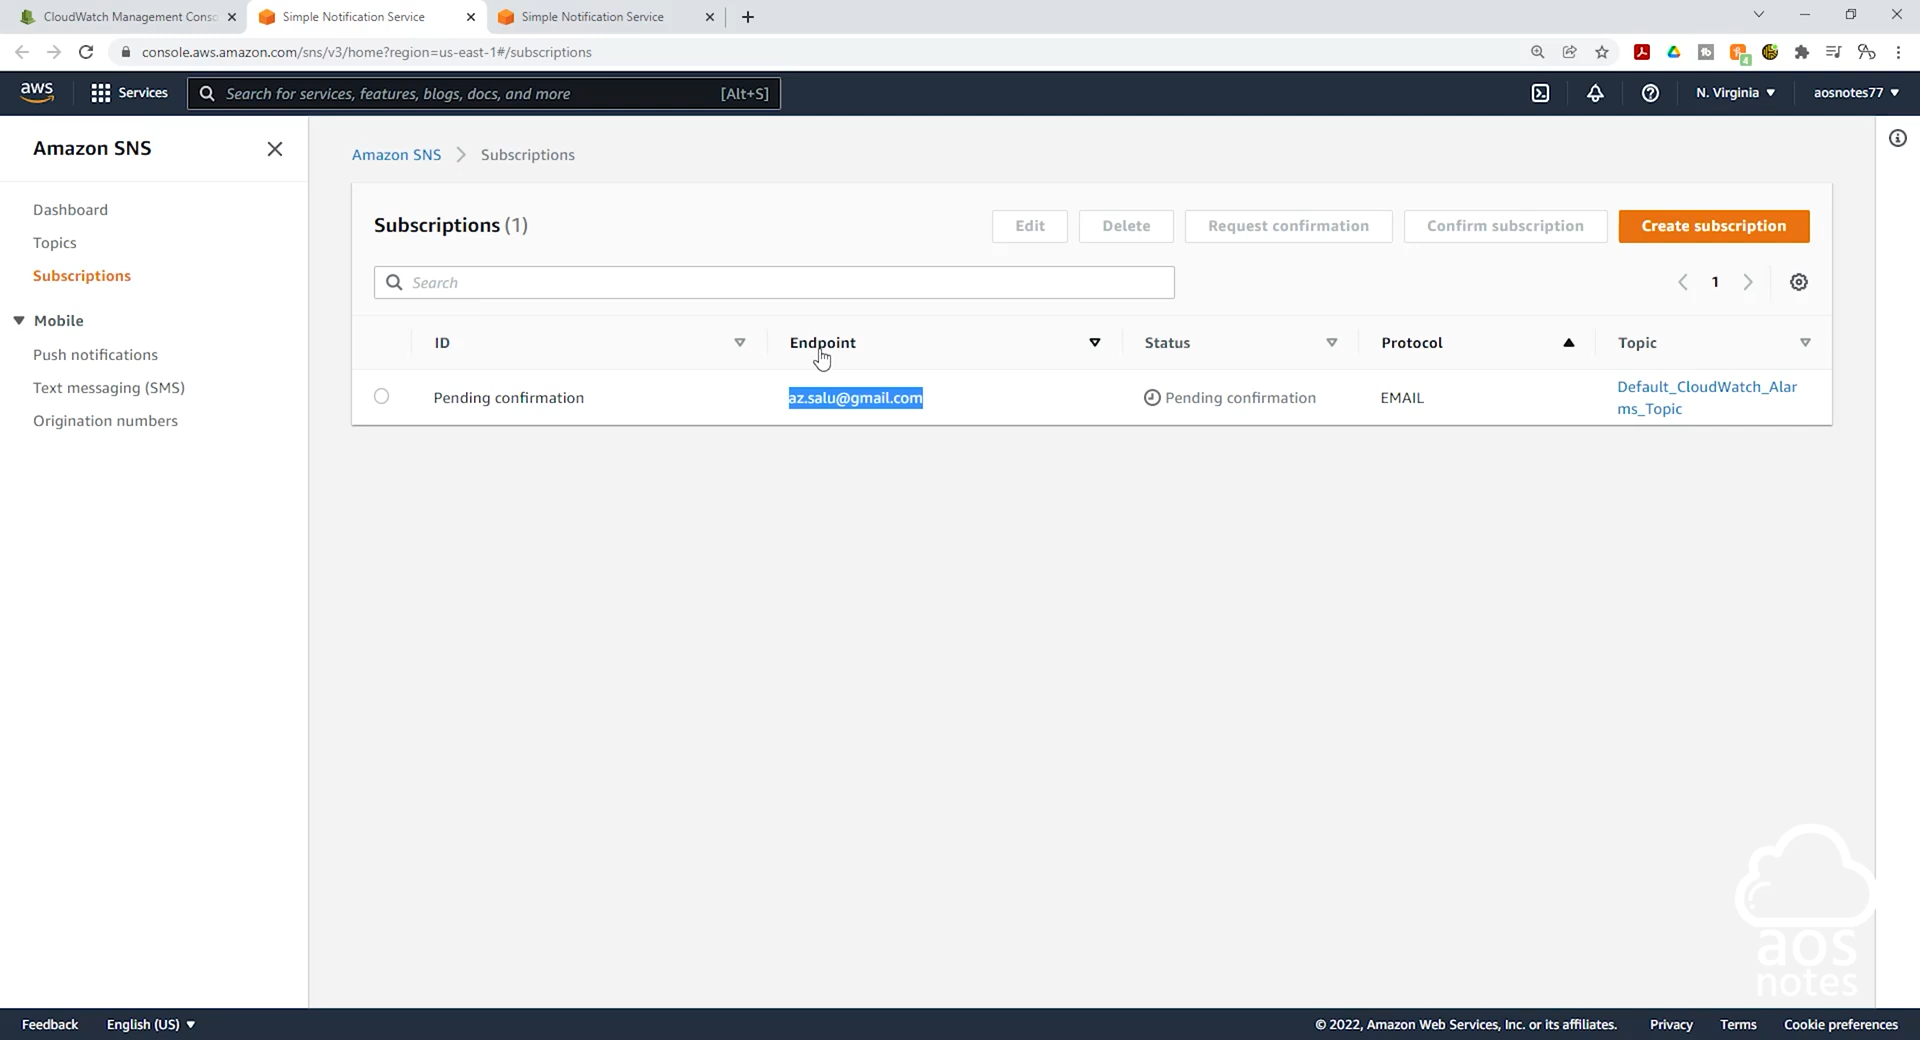 CloudWatch Management Conso
Simple Notification Service
Simple Notification Service
console.aws.amazon.com/sns/v3/home?region=us-east-1#/subscriptions
4
aws
Services
Search for services, features, blogs, docs, and more
[Alt+S]
N. Virginia
aosnotes77
Amazon SNS
Dashboard
Topics
Subscriptions
Mobile
Push notifications
Text messaging (SMS)
Origination numbers
Amazon SNS
Subscriptions
Subscriptions (1)
Edit
Delete
Request confirmation
Confirm subscription
Create subscription
Search
1
ID
Endpoint
Status
Protocol
Topic
Pending confirmation
az.salu@gmail.com
Pending confirmation
EMAIL
Default_CloudWatch_Alar
ms_Topic
aos
notes
Feedback
English (US)
© 2022, Amazon Web Services, Inc. or its affiliates.
Privacy
Terms
Cookie preferences